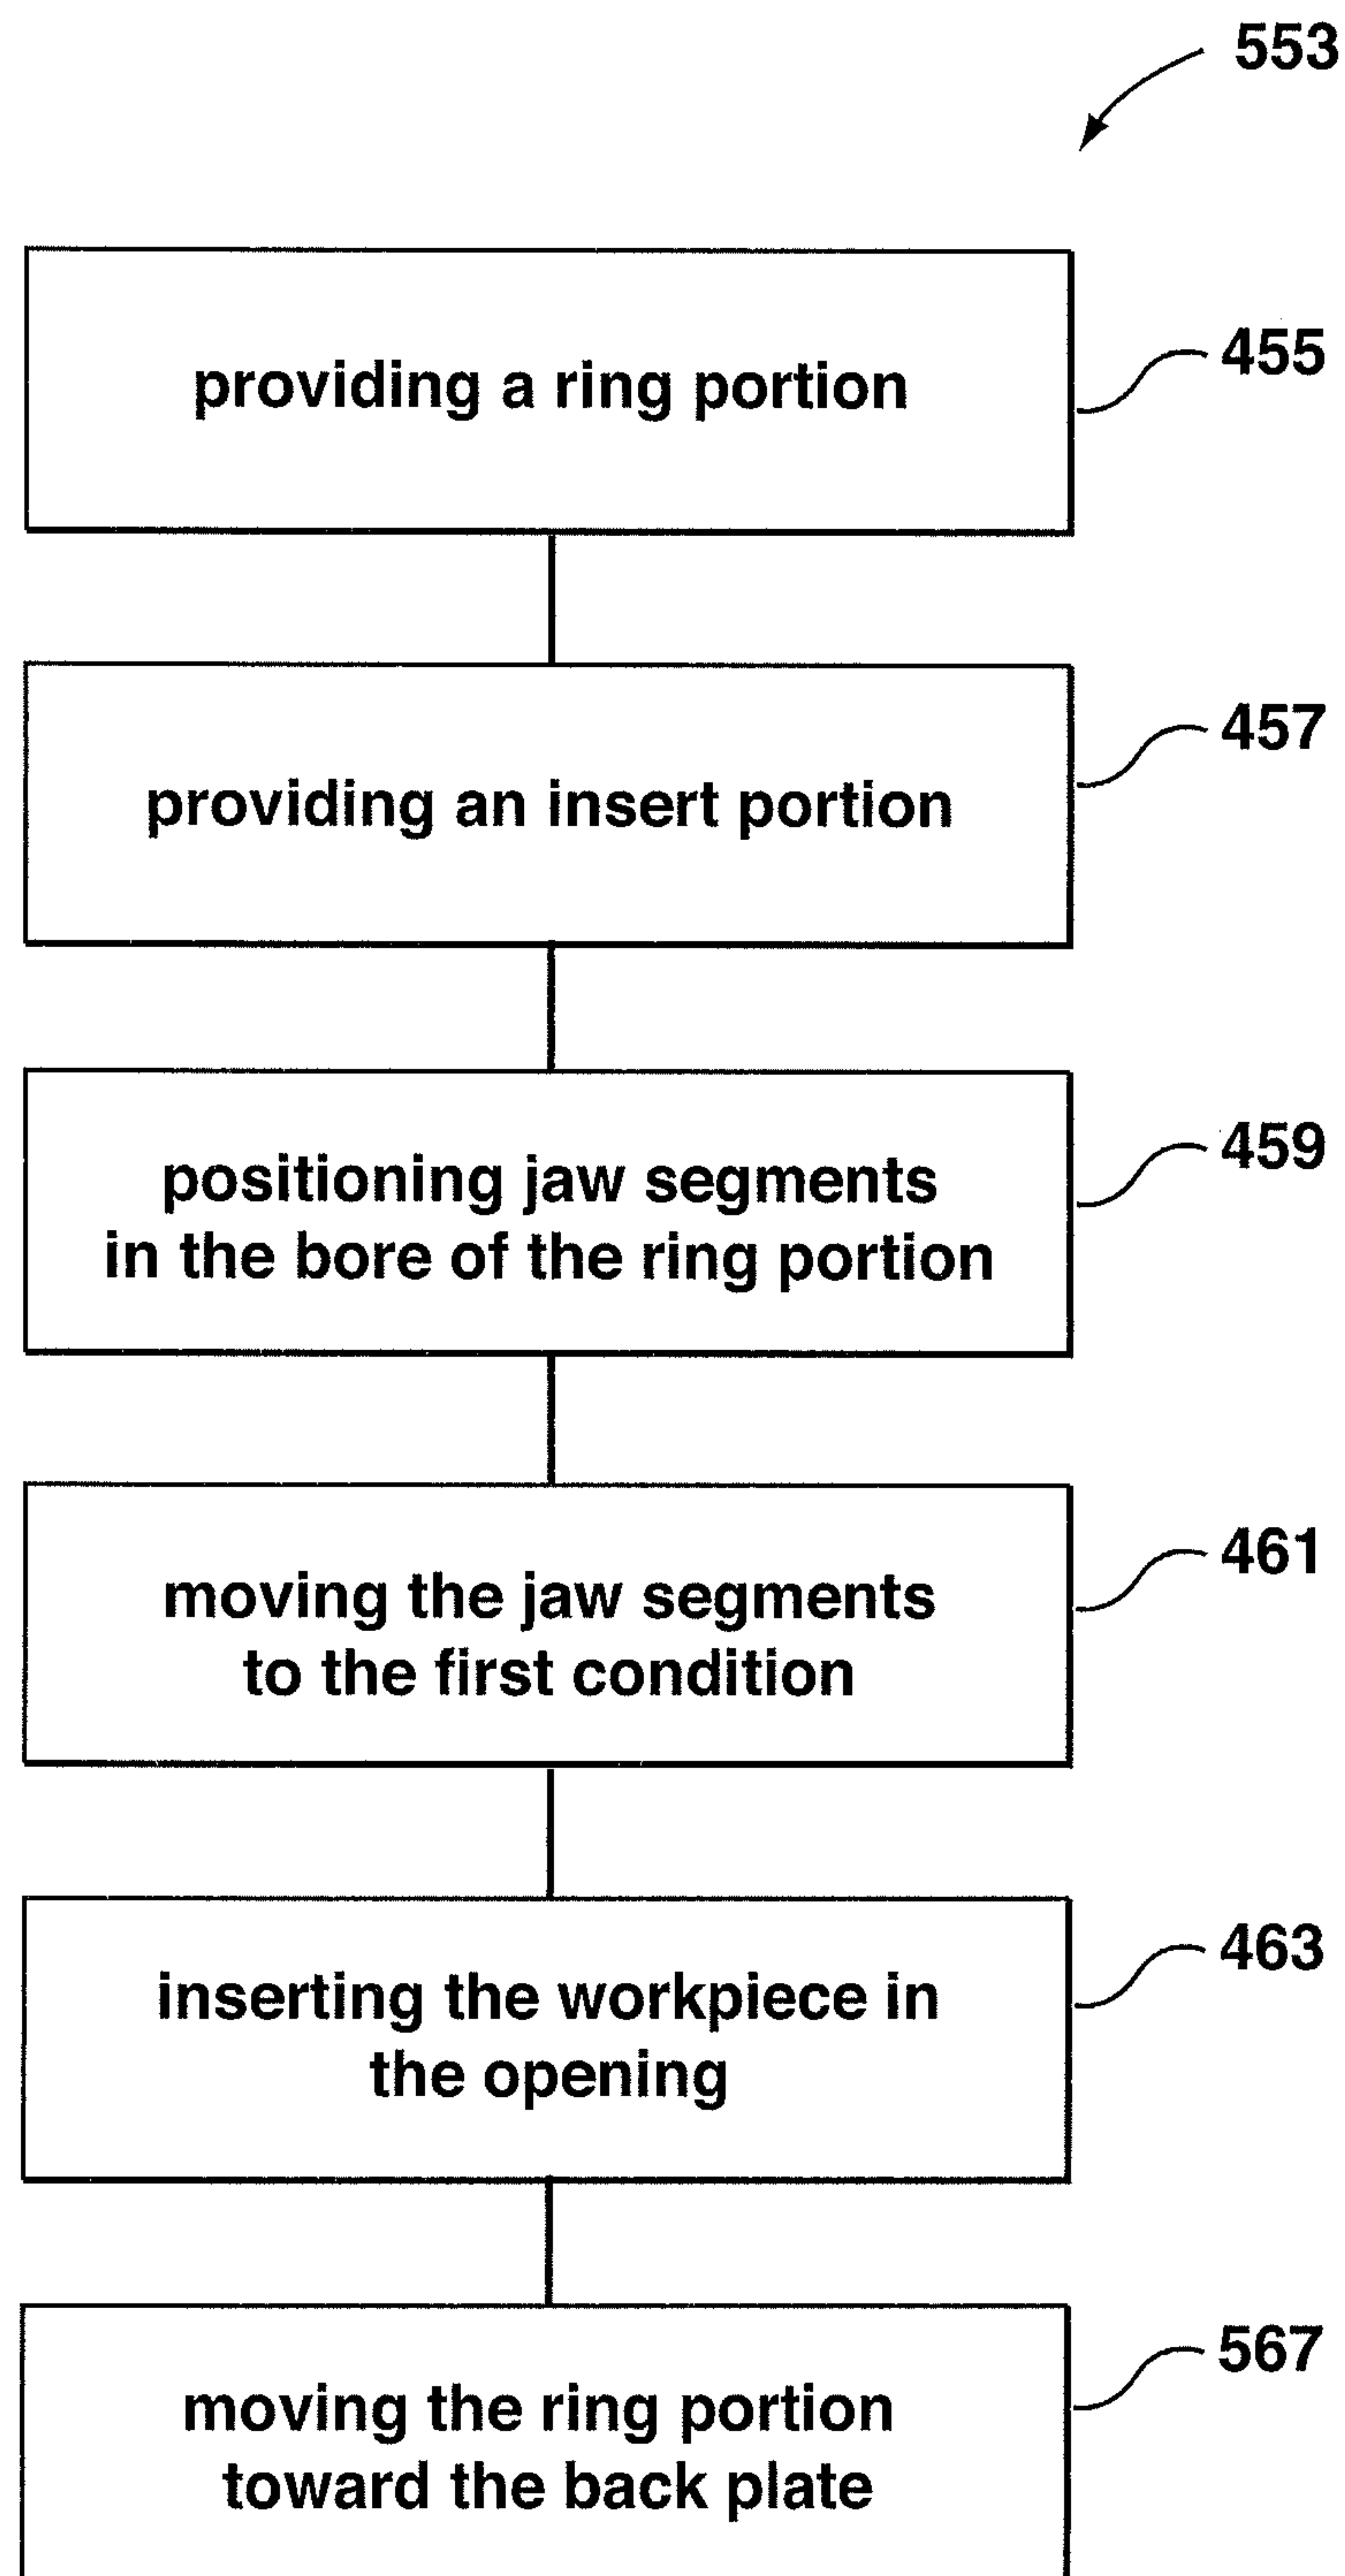 553
providing a ring portion
455
providing an insert portion
457
positioning jaw segments
in the bore of the ring portion
459
moving the jaw segments
to the first condition
461
inserting the workpiece in
the opening
463
moving the ring portion
toward the back plate
567